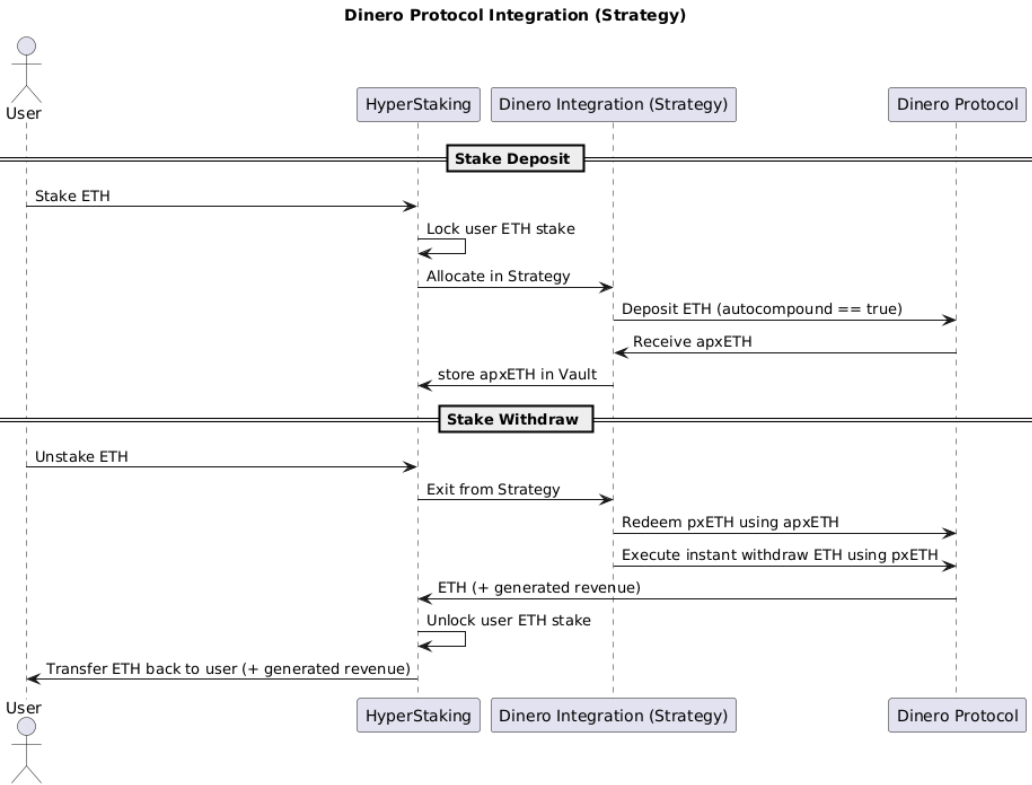 Dinero Protocol Integration (Strategy)
User
HyperStaking
Dinero Integration (Strategy)
Dinero Protocol
Stake Deposit
Stake ETH
Lock user ETH stake
Allocate in Strategy
Deposit ETH (autocompound == true)
Receive apxETH
store apxETH in Vault
Stake Withdraw
Unstake ETH
Exit from Strategy
Redeem pxETH using apxETH
Execute instant withdraw ETH using pxETH
ETH (+ generated revenue)
Unlock user ETH stake
Transfer ETH back to user (+ generated revenue)
User
HyperStaking
Dinero Integration (Strategy)
Dinero Protocol